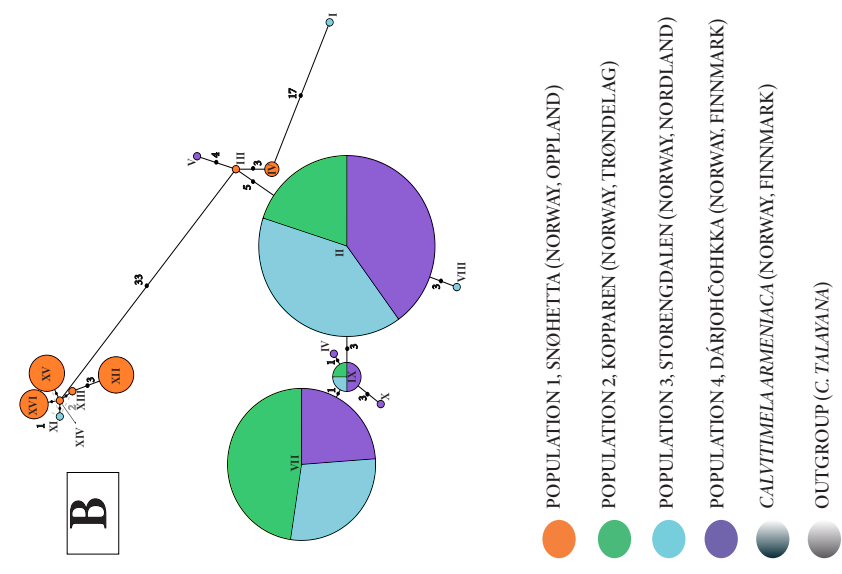 B
XVI
XV
1
XI
2
XIV
XIII
3
XII
33
V
4
III
5
3
IV
17
I
VII
II
IV
1
1
IX
3
3
X
3
VIII
POPULATION 1, SNØHETTA (NORWAY, OPPLAND)
POPULATION 2, KOPPAREN (NORWAY, TRØNDELAG)
POPULATION 3, STORENGDALEN (NORWAY, NORDLAND)
POPULATION 4, DÁRJOHČOHKKA (NORWAY, FINNMARK)
CALVITIMELA ARMENIACA (NORWAY, FINNMARK)
OUTGROUP (C. TALAYANA)